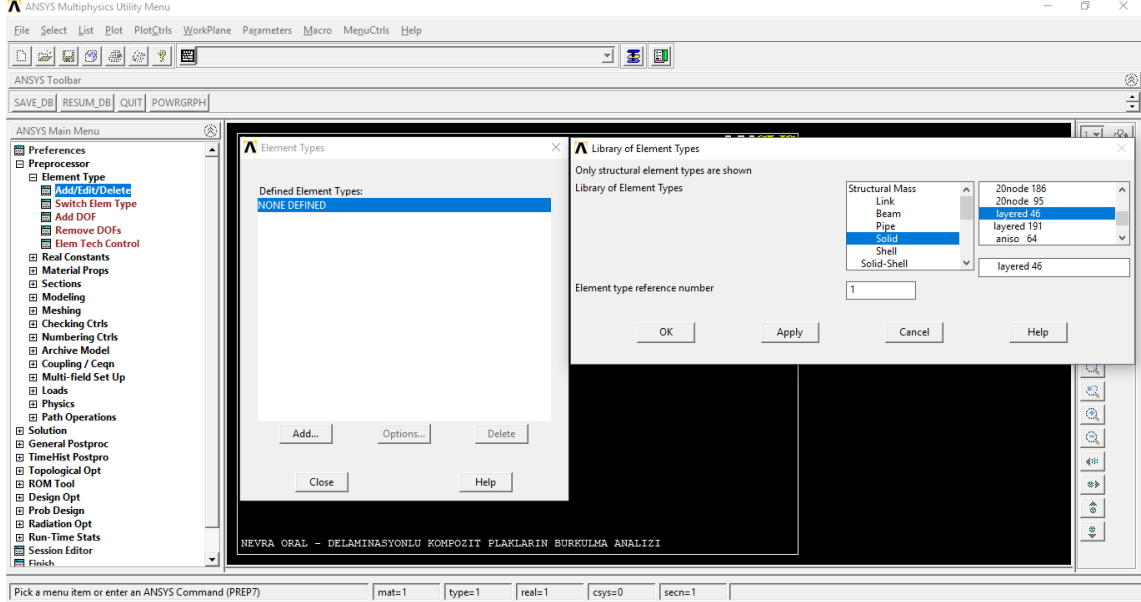 ANSYS Multiphysics Utility Menu
File Select List Plot PlotCtrls WorkPlane Parameters Macro MenuCtrls Help
ANSYS Toolbar
SAVE_DB RESUM_DB QUIT POWRGRPH
ANSYS Main Menu
Preferences
Preprocessor
Element Type
Add/Edit/Delete
Switch Elem Type
Add DOF
Remove DOFs
Elem Tech Control
Real Constants
Material Props
Sections
Modeling
Meshing
Checking Ctrls
Numbering Ctrls
Archive Model
Coupling / Ceqn
Multi-field Set Up
Loads
Physics
Path Operations
Solution
General Postproc
TimeHist Postpro
Topological Opt
ROM Tool
Design Opt
Prob Design
Radiation Opt
Run-Time Stats
Session Editor
Finish
Element Types
Defined Element Types:
NONE DEFINED
Add... Options... Delete
Close Help
Library of Element Types
Only structural element types are shown
Library of Element Types
Structural Mass
Link
Beam
Pipe
Solid
Shell
Solid-Shell
20node 186
20node 95
layered 46
layered 191
aniso 64
layered 46
Element type reference number
1
OK Apply Cancel Help
1
NEVRA ORAL - DELAMINASYONLU KOMPOZIT PLAKLARIN BURKULMA ANALIZI
Pick a menu item or enter an ANSYS Command (PREP7) mat=1 type=1 real=1 csys=0 secn=1